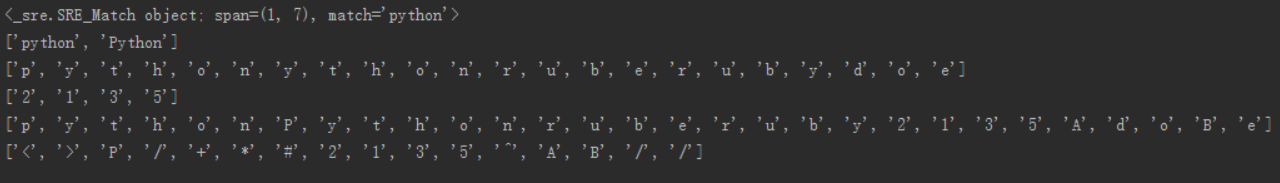 <_sre.SRE_Match object; span=(1, 7), match='python'>
['python', 'Python']
['p', 'y', 't', 'h', 'o', 'n', 'y', 't', 'h', 'o', 'n', 'r', 'u', 'b', 'e', 'r', 'u', 'b', 'y', 'd', 'o', 'e']
['2', '1', '3', '5']
['p', 'y', 't', 'h', 'o', 'n', 'P', 'y', 't', 'h', 'o', 'n', 'r', 'u', 'b', 'e', 'r', 'u', 'b', 'y', '2', '1', '3', '5', 'A', 'd', 'o', 'B', 'e']
['<', '>', 'P', '/', '+', '*', '#', '2', '1', '3', '5', '^', 'A', 'B', '/', '/']